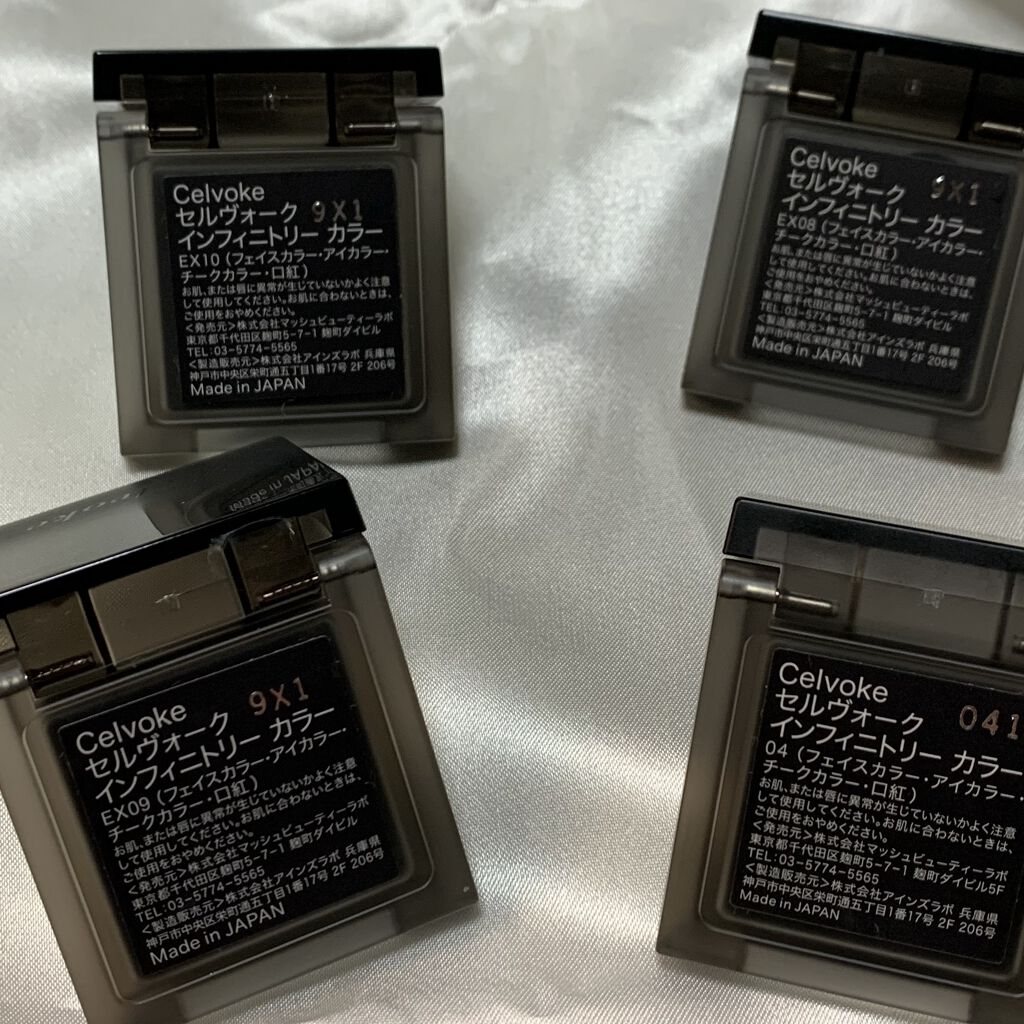 Celvoke
セルヴォーク 9X1
インフィニトリー カラー
EX10 (フェイスカラー・アイカラー・
チークカラー・口紅)
お肌、または唇に異常が生じていないかよく注意
して使用してください。お肌に合わないときは、
ご使用をおやめください。
<発売元>株式会社マッシュビューティーラボ
東京都千代田区麹町5-7-1 麹町ダイビル
TEL:03-5774-5565
<製造販売元>株式会社アインズラボ 兵庫県
神戸市中央区栄町通五丁目1番17号 2F 206号
Made in JAPAN
Celvoke
セルヴォーク 9X1
インフィニトリー カラー
EX08 (フェイスカラー・アイカラー・
チークカラー・口紅)
お肌、または唇に異常が生じていないかよく注意
して使用してください。お肌に合わないときは、
ご使用をおやめください。
<発売元>株式会社マッシュビューティーラボ
東京都千代田区麹町5-7-1 麹町ダイビル
TEL:03-5774-5565
<製造販売元>株式会社アインズラボ 兵庫県
神戸市中央区栄町通五丁目1番17号 2F 206号
Made in JAPAN
Celvoke
セルヴォーク 9X1
インフィニトリー カラー
EX09 (フェイスカラー・アイカラー・
チークカラー・口紅)
お肌、または唇に異常が生じていないかよく注意
して使用してください。お肌に合わないときは、
ご使用をおやめください。
<発売元>株式会社マッシュビューティーラボ
東京都千代田区麹町5-7-1 麹町ダイビル
TEL:03-5774-5565
<製造販売元>株式会社アインズラボ 兵庫県
神戸市中央区栄町通五丁目1番17号 2F 206号
Made in JAPAN
Celvoke
セルヴォーク 041
インフィニトリー カラー
04 (フェイスカラー・アイカラー・
チークカラー・口紅)
お肌、または唇に異常が生じていないかよく注意
して使用してください。お肌に合わないときは、
ご使用をおやめください。
<発売元>株式会社マッシュビューティーラボ
東京都千代田区麹町5-7-1 麹町ダイビル5F
TEL:03-5774-5565
<製造販売元>株式会社アインズラボ 兵庫県
神戸市中央区栄町通五丁目1番17号 2F 206号
Made in JAPAN